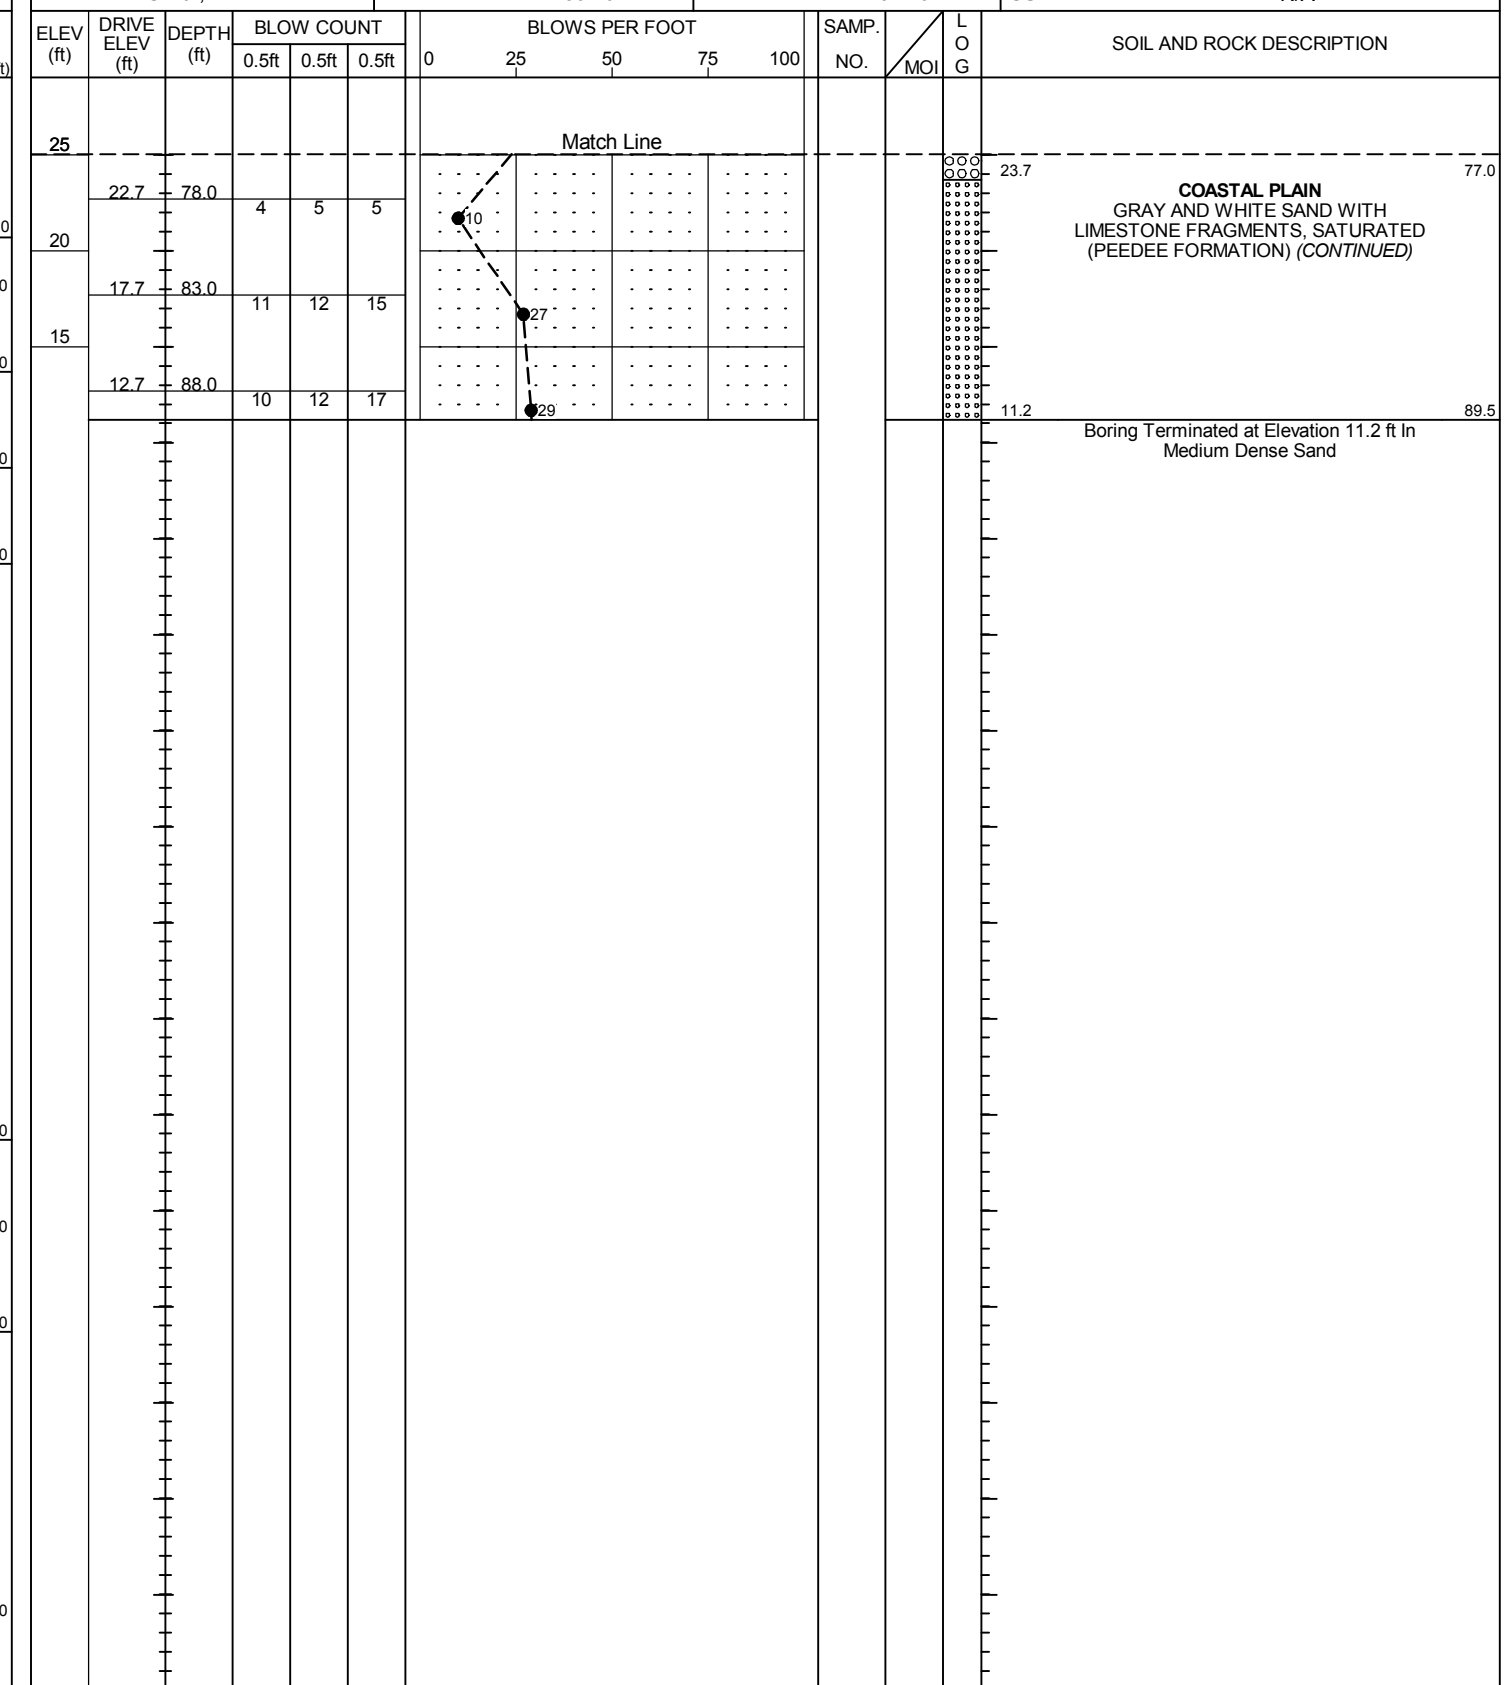 ELEV (ft) DRIVE ELEV (ft) DEPTH (ft) BLOW COUNT BLOWS PER FOOT SAMP. NO. MOI L O G SOIL AND ROCK DESCRIPTION
0.5ft 0.5ft 0.5ft 0 25 50 75 100
25 Match Line
23.7 77.0
COASTAL PLAIN
22.7 78.0
4 5 5 10
GRAY AND WHITE SAND WITH
LIMESTONE FRAGMENTS, SATURATED
20
(PEEDEE FORMATION) (CONTINUED)
17.7 83.0
11 12 15 27
15
12.7 88.0
10 12 17 29
11.2 89.5
Boring Terminated at Elevation 11.2 ft In
Medium Dense Sand